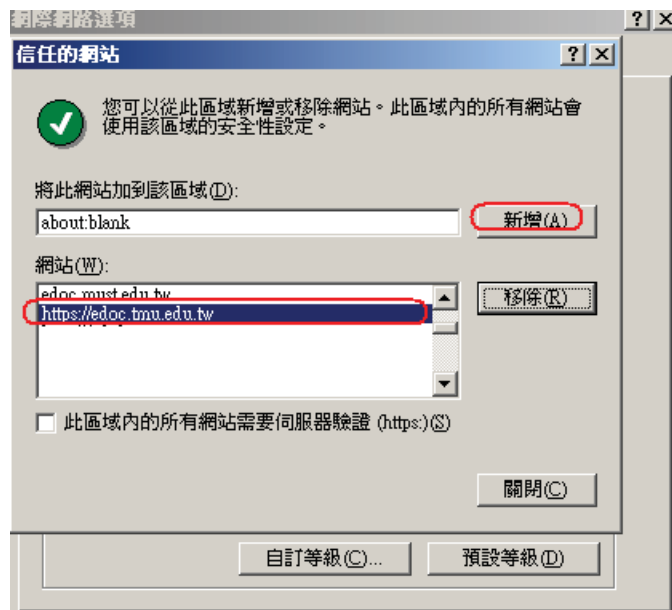 網際網路選項
信任的網站
您可以從此區域新增或移除網站。此區域內的所有網站會
使用該區域的安全性設定。
將此網站加到該區域(D):
about:blank
新增(A)
網站(W):
edoc.must.edu.tw
https://edoc.tmu.edu.tw
移除(R)
此區域內的所有網站需要伺服器驗證 (https:)(S)
關閉(C)
自訂等級(C)...
預設等級(D)